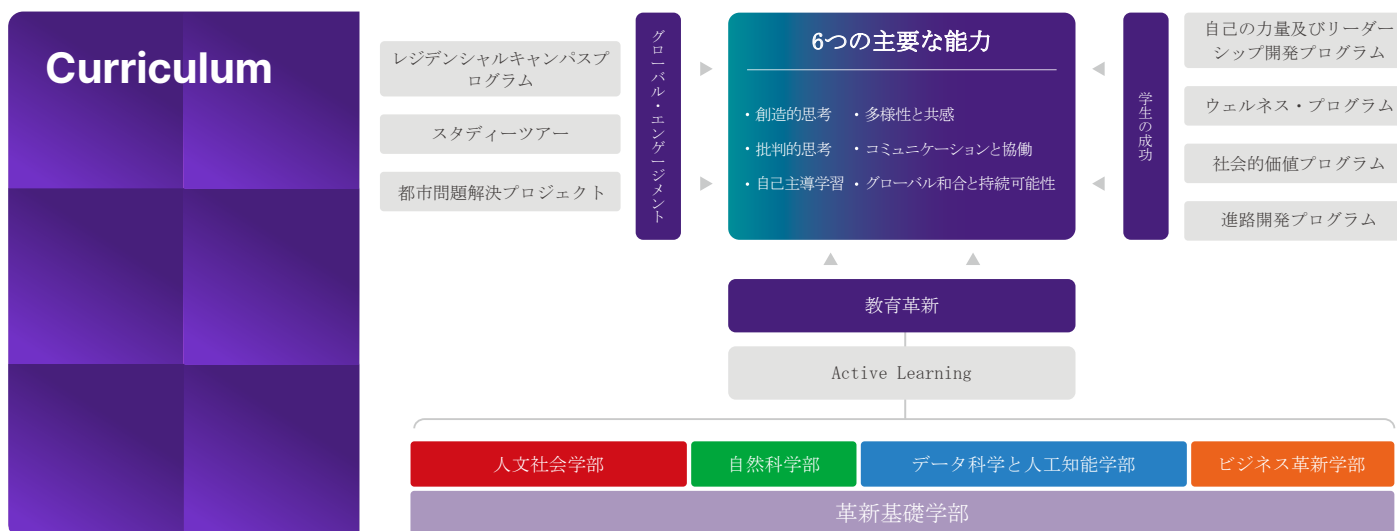 Curriculum
レジデンシャルキャンパスプ
ログラム
スタディーツアー
都市問題解決プロジェクト
グローバル・エンゲージメント
6つの主要な能力
・創造的思考
・多様性と共感
・批判的思考
・コミュニケーションと協働
・自己主導学習
・グローバル和合と持続可能性
学生の成功
自己の力量及びリーダー
シップ開発プログラム
ウェルネス・プログラム
社会的価値プログラム
進路開発プログラム
教育革新
Active Learning
人文社会学部
自然科学部
データ科学と人工知能学部
ビジネス革新学部
革新基礎学部